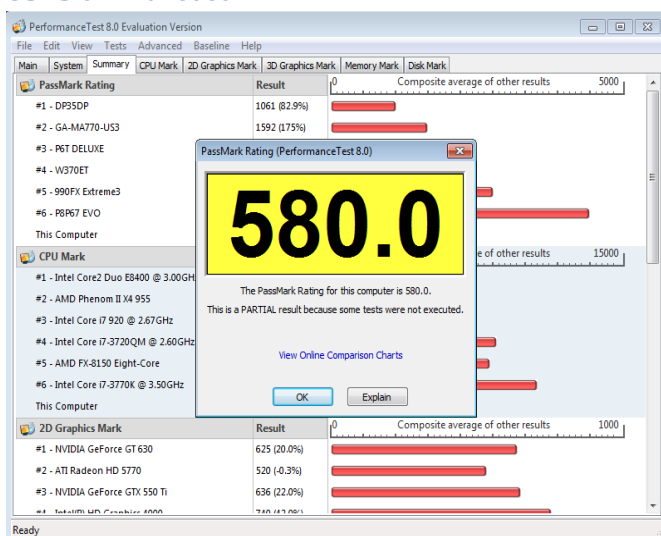 PerformanceTest 8.0 Evaluation Version
File Edit View Tests Advanced Baseline Help
Main System Summary CPU Mark 2D Graphics Mark 3D Graphics Mark Memory Mark Disk Mark
PassMark Rating Result 0 Composite average of other results 5000
#1 - DP35DP 1061 (82.9%)
#2 - GA-MA770-US3 1592 (175%)
#3 - P6T DELUXE
#4 - W370ET
#5 - 990FX Extreme3
#6 - P8P67 EVO
This Computer
PassMark Rating (PerformanceTest 8.0)
580.0
The PassMark Rating for this computer is 580.0.
This is a PARTIAL result because some tests were not executed.
View Online Comparison Charts
OK Explain
CPU Mark e of other results 15000
#1 - Intel Core2 Duo E8400 @ 3.00GH
#2 - AMD Phenom II X4 955
#3 - Intel Core i7 920 @ 2.67GHz
#4 - Intel Core i7-3720QM @ 2.60GHz
#5 - AMD FX-8150 Eight-Core
#6 - Intel Core i7-3770K @ 3.50GHz
This Computer
2D Graphics Mark Result 0 Composite average of other results 1000
#1 - NVIDIA GeForce GT 630 625 (20.0%)
#2 - ATI Radeon HD 5770 520 (-0.3%)
#3 - NVIDIA GeForce GTX 550 Ti 636 (22.0%)
#4 - Intel(R) HD Graphics 4000 740 (42.0%)
Ready